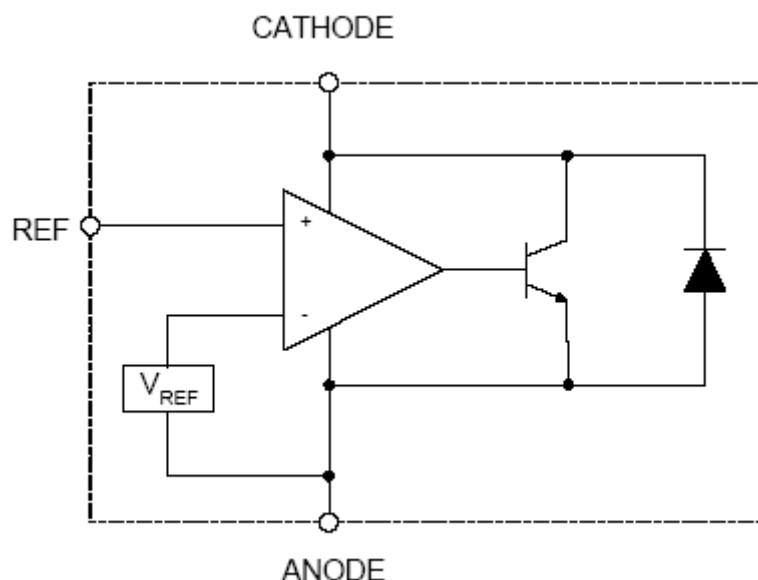 CATHODE
REF
+
-
VREF
ANODE